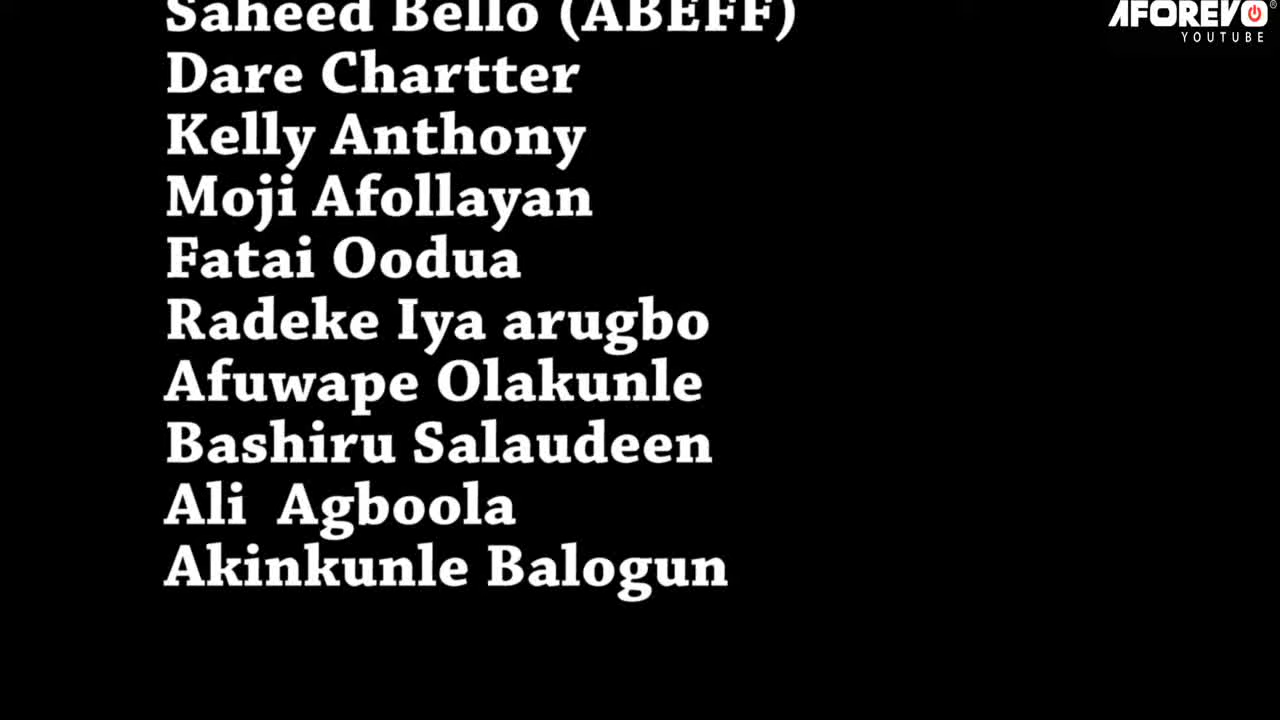 Saheed Bello (ABEFF)
AFOREVO
YOUTUBE
Dare Chartter
Kelly Anthony
Moji Afollayan
Fatai Oodua
Radeke Iya arugbo
Afuwape Olakunle
Bashiru Salaudeen
Ali Agboola
Akinkunle Balogun